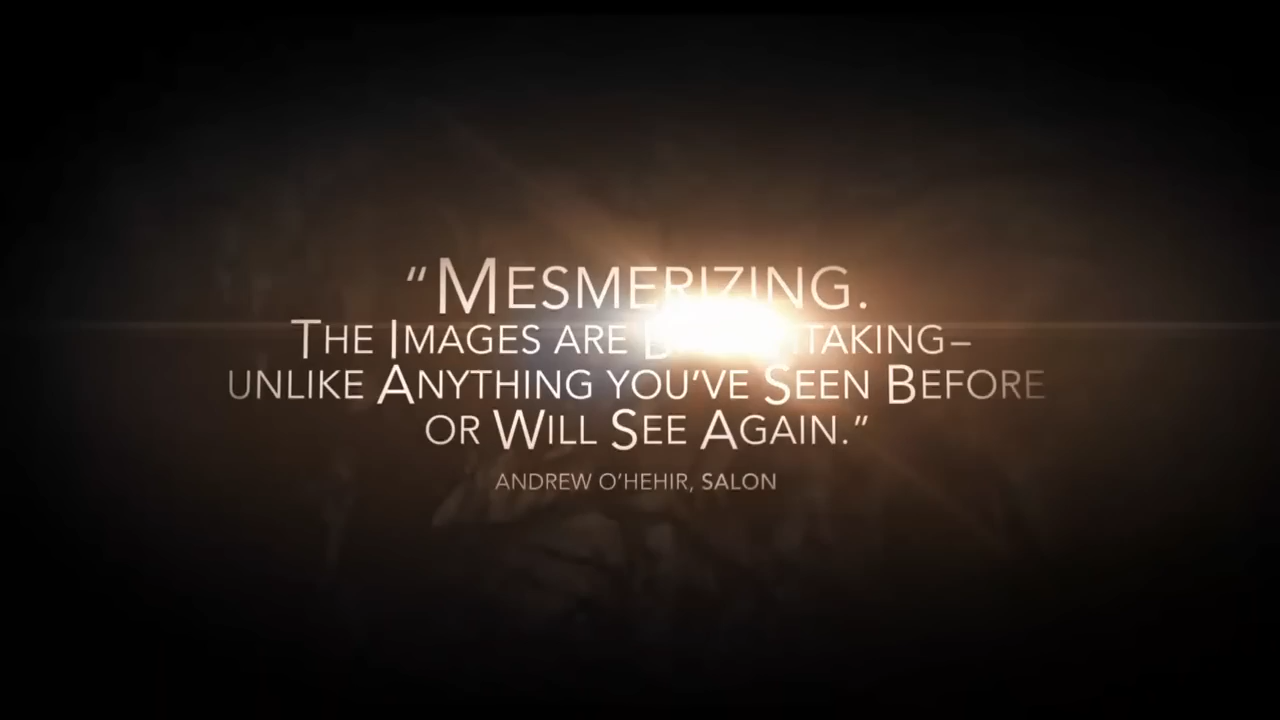 “MESMERIZING.
THE IMAGES ARE
UNLIKE ANYTHING YOU’VE SEEN BEFORE
OR WILL SEE AGAIN.”
ANDREW O’HEHIR, SALON